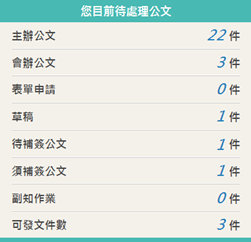 您目前待處理公文
主辦公文 22 件
會辦公文 3 件
表單申請 0 件
草稿 1 件
待補簽公文 1 件
須補簽公文 1 件
副知作業 0 件
可發文件數 3 件